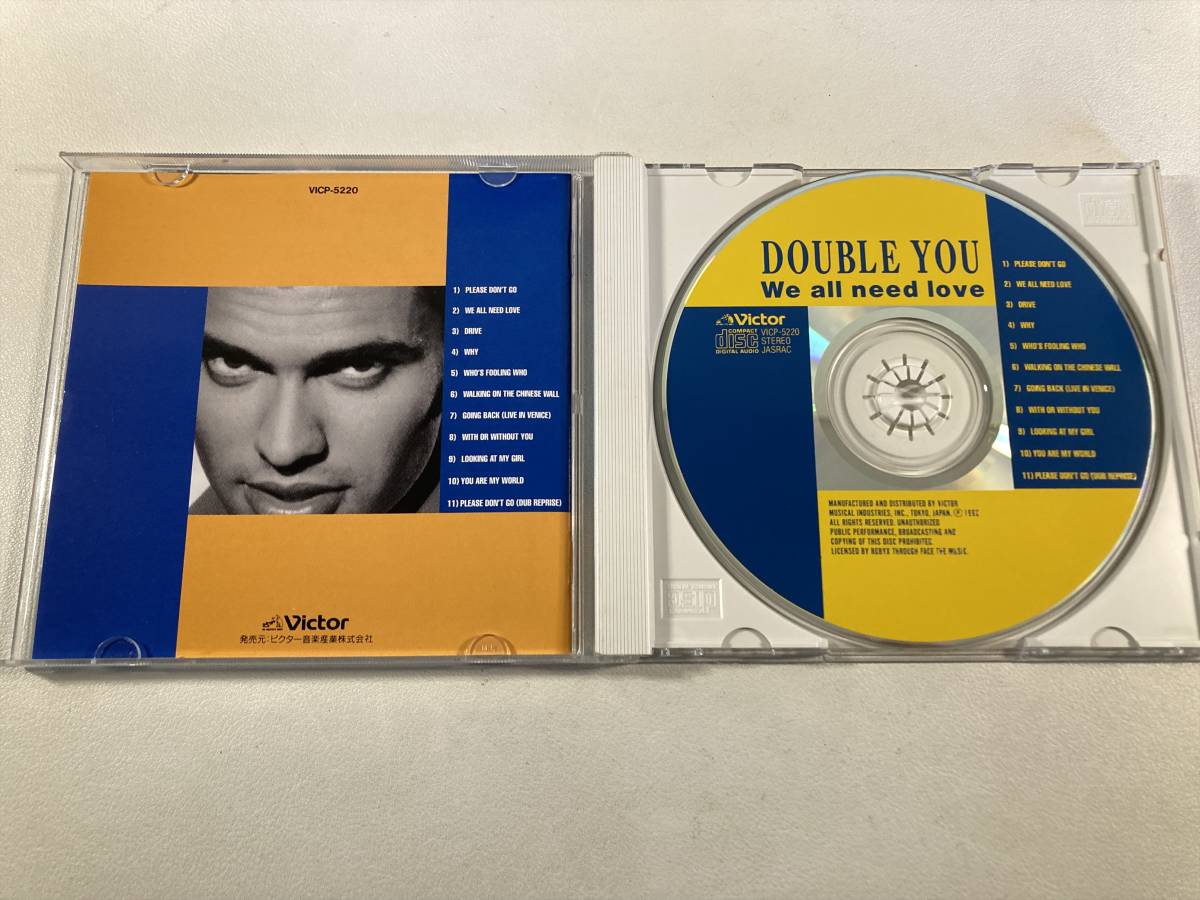 VICP-5220
1) PLEASE DON'T GO
2) WE ALL NEED LOVE
3) DRIVE
4) WHY
5) WHO'S FOOLING WHO
6) WALKING ON THE CHINESE WALL
7) GOING BACK (LIVE IN VENICE)
8) WITH OR WITHOUT YOU
9) LOOKING AT MY GIRL
10) YOU ARE MY WORLD
11) PLEASE DON'T GO (DUB REPRISE)
Victor
発売元:ビクター音楽産業株式会社
DOUBLE YOU
We all need love
Victor
COMPACT
disc
DIGITAL AUDIO
VICP-5220
STEREO
JASRAC
1) PLEASE DON'T GO
2) WE ALL NEED LOVE
3) DRIVE
4) WHY
5) WHO'S FOOLING WHO
6) WALKING ON THE CHINESE WALL
7) GOING BACK (LIVE IN VENICE)
8) WITH OR WITHOUT YOU
9) LOOKING AT MY GIRL
10) YOU ARE MY WORLD
11) PLEASE DON'T GO (DUB REPRISE)
MANUFACTURED AND DISTRIBUTED BY VICTOR
MUSICAL INDUSTRIES, INC., TOKYO, JAPAN. Ⓟ 1992
ALL RIGHTS RESERVED. UNAUTHORIZED
PUBLIC PERFORMANCE, BROADCASTING AND
COPYING OF THIS DISC PROHIBITED.
LICENSED BY ROBYX THROUGH FACE THE MUSIC.